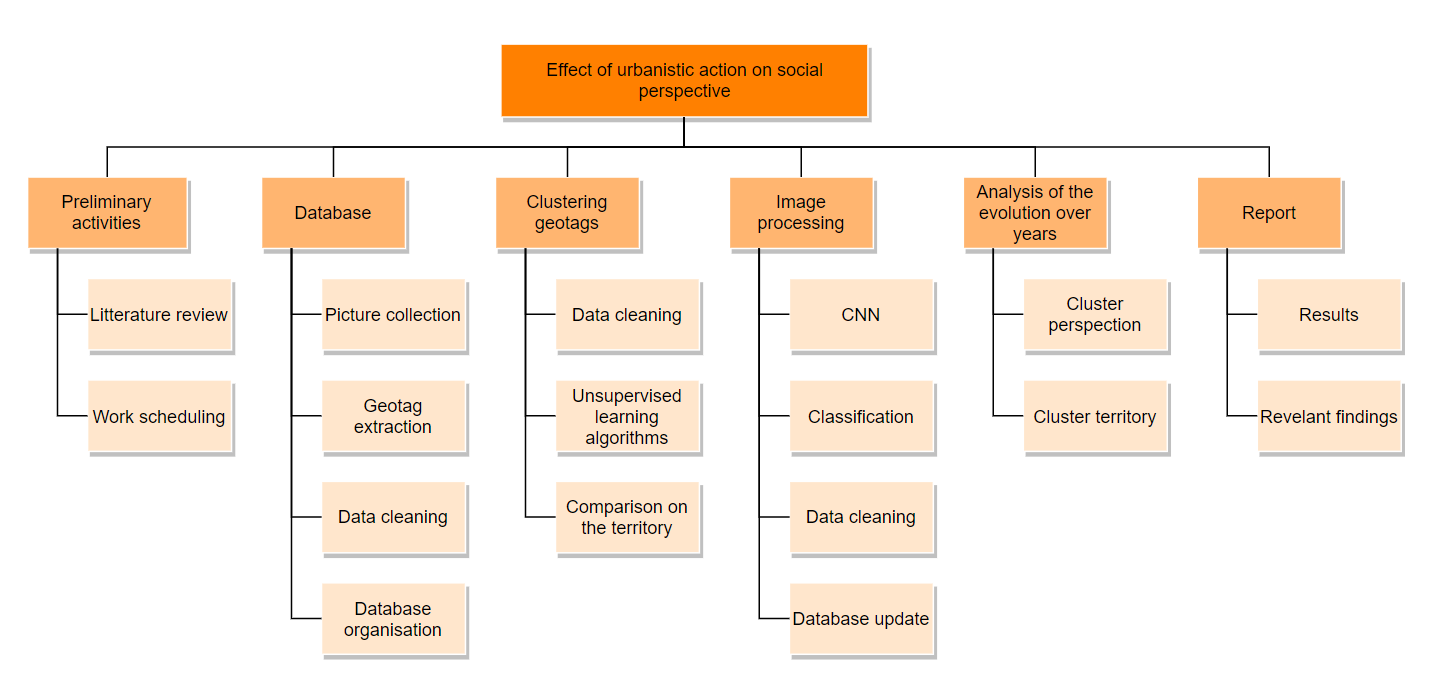 Effect of urbanistic action on social
perspective
Preliminary
activities
Database
Clustering
geotags
Image
processing
Analysis of the
evolution over
years
Report
Litterature review
Work scheduling
Picture collection
Geotag
extraction
Data cleaning
Database
organisation
Data cleaning
Unsupervised
learning
algorithms
Comparison on
the territory
CNN
Classification
Data cleaning
Database update
Cluster
perspection
Cluster territory
Results
Revelant findings